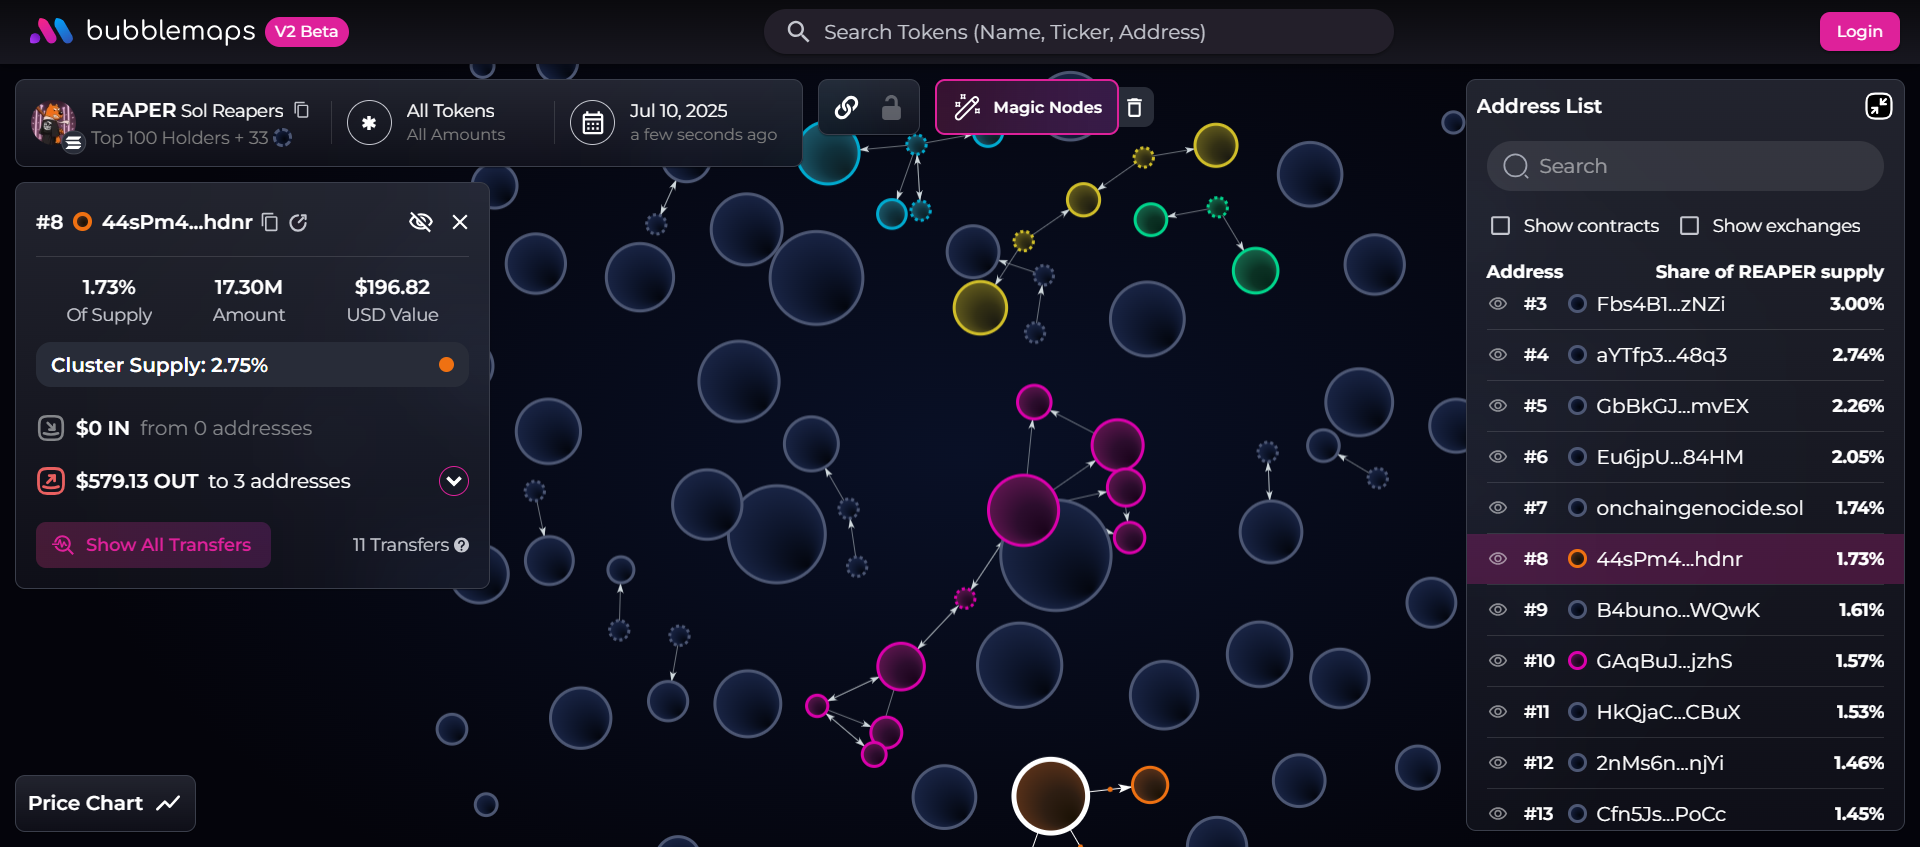 bubblemaps V2 Beta
Search Tokens (Name, Ticker, Address)
Login
REAPER Sol Reapers
Top 100 Holders + 33
All Tokens
All Amounts
Jul 10, 2025
a few seconds ago
Magic Nodes
#8 44sPm4...hdnr
1.73% 17.30M $196.82
Of Supply Amount USD Value
Cluster Supply: 2.75%
$0 IN from 0 addresses
$579.13 OUT to 3 addresses
Show All Transfers 11 Transfers ?
Price Chart
Address List
Search
Show contracts Show exchanges
Address Share of REAPER supply
#3 Fbs4B1...zNZi 3.00%
#4 aYTfp3...48q3 2.74%
#5 GbBkGJ...mvEX 2.26%
#6 Eu6jpU...84HM 2.05%
#7 onchaingenocide.sol 1.74%
#8 44sPm4...hdnr 1.73%
#9 B4buno...WQwK 1.61%
#10 GAqBuJ...jzhS 1.57%
#11 HkQjaC...CBuX 1.53%
#12 2nMs6n...njYi 1.46%
#13 Cfn5Js...PoCc 1.45%